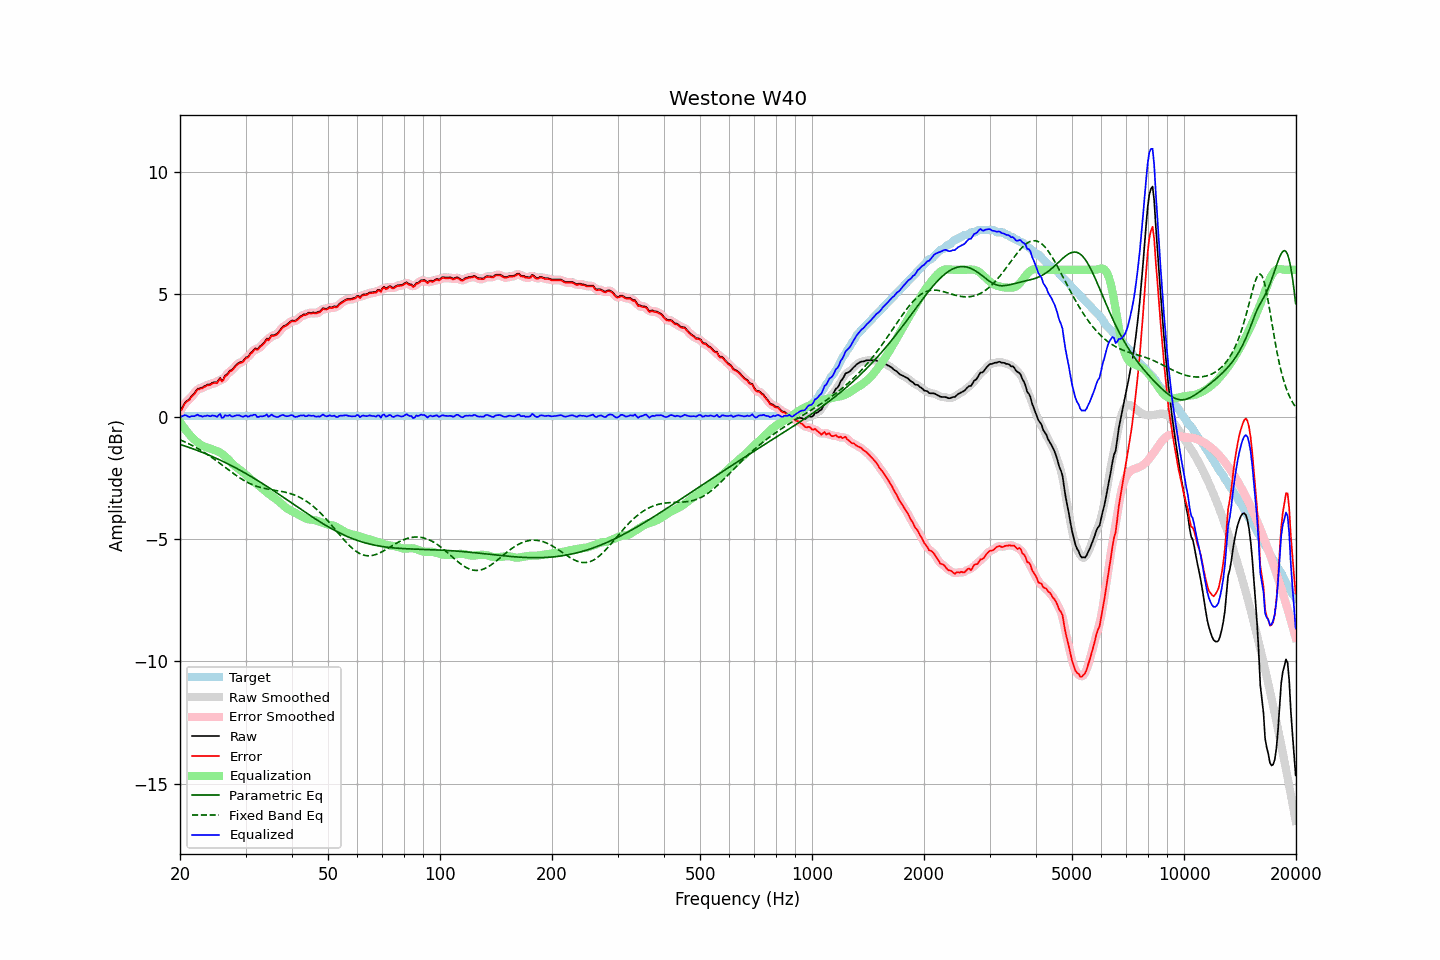 Westone W40
Amplitude (dBr)
10
5
0
−5
−10
−15
Target
Raw Smoothed
Error Smoothed
Raw
Error
Equalization
Parametric Eq
Fixed Band Eq
Equalized
20 50 100 200 500 1000 2000 5000 10000 20000
Frequency (Hz)